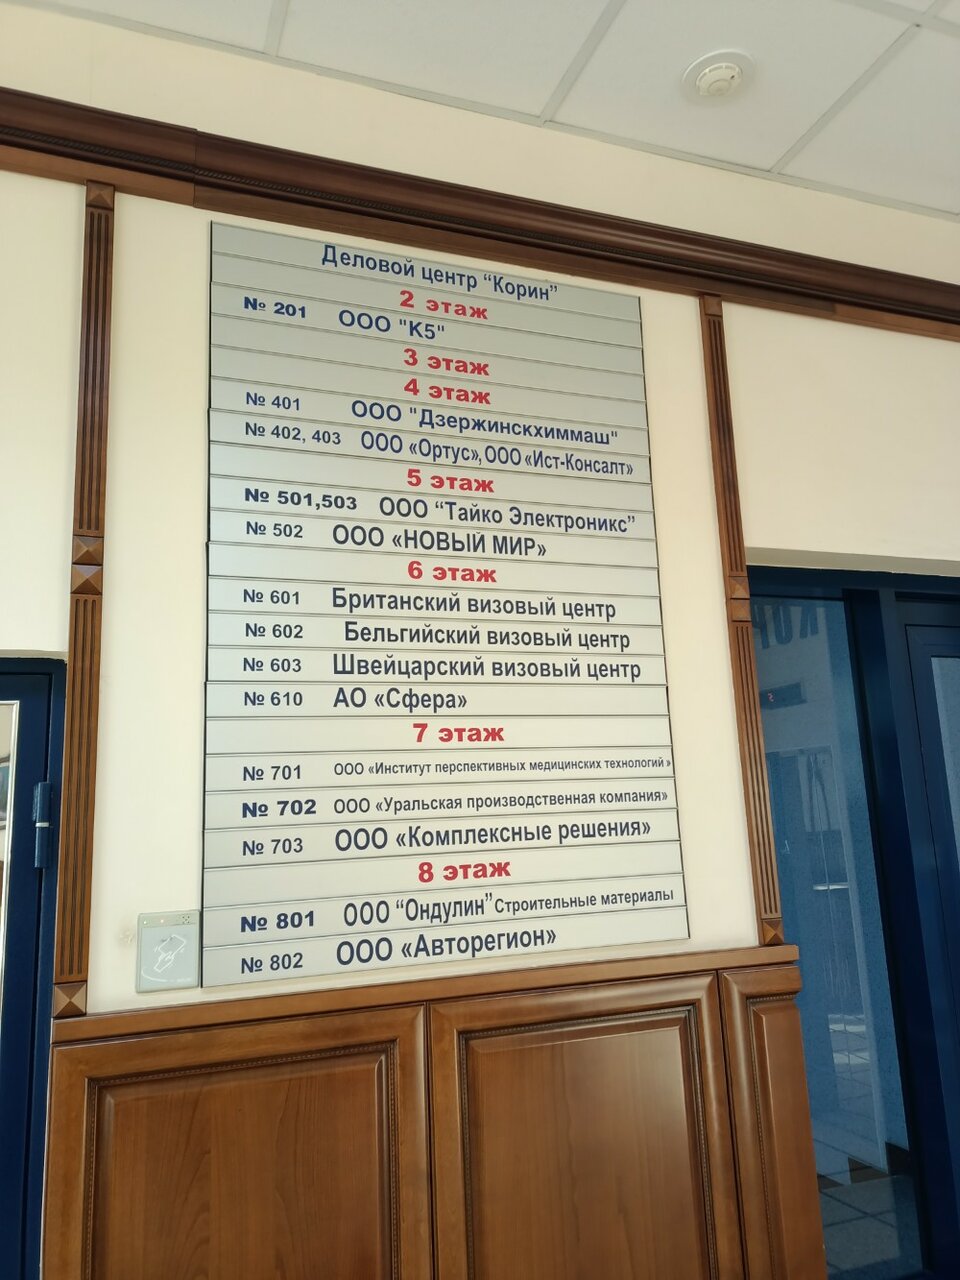 Деловой центр “Корин”
2 этаж
№ 201 ООО "К5"
3 этаж
4 этаж
№ 401 ООО "Дзержинскхиммаш"
№ 402, 403 ООО «Ортус», ООО «Ист-Консалт»
5 этаж
№ 501,503 ООО “Тайко Электроникс”
№ 502 ООО «НОВЫЙ МИР»
6 этаж
№ 601 Британский визовый центр
№ 602 Бельгийский визовый центр
№ 603 Швейцарский визовый центр
№ 610 АО «Сфера»
7 этаж
№ 701 ООО «Институт перспективных медицинских технологий»
№ 702 ООО «Уральская производственная компания»
№ 703 ООО «Комплексные решения»
8 этаж
№ 801 ООО “Ондулин” Строительные материалы
№ 802 ООО «Авторегион»